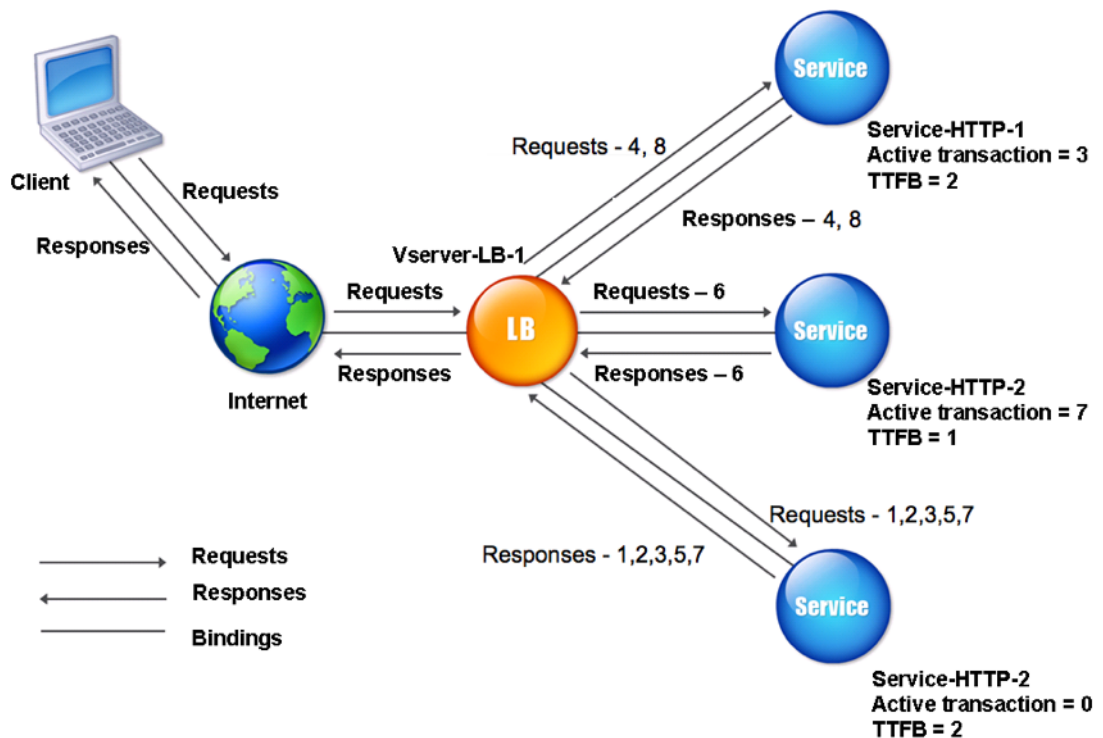 Service
Service-HTTP-1
Active transaction = 3
TTFB = 2
Requests - 4, 8
Responses – 4, 8
Client
Requests
Responses
Vserver-LB-1
Requests
Responses
Internet
LB
Requests – 6
Responses – 6
Service
Service-HTTP-2
Active transaction = 7
TTFB = 1
Requests - 1,2,3,5,7
Responses - 1,2,3,5,7
Service
Service-HTTP-2
Active transaction = 0
TTFB = 2
Requests
Responses
Bindings